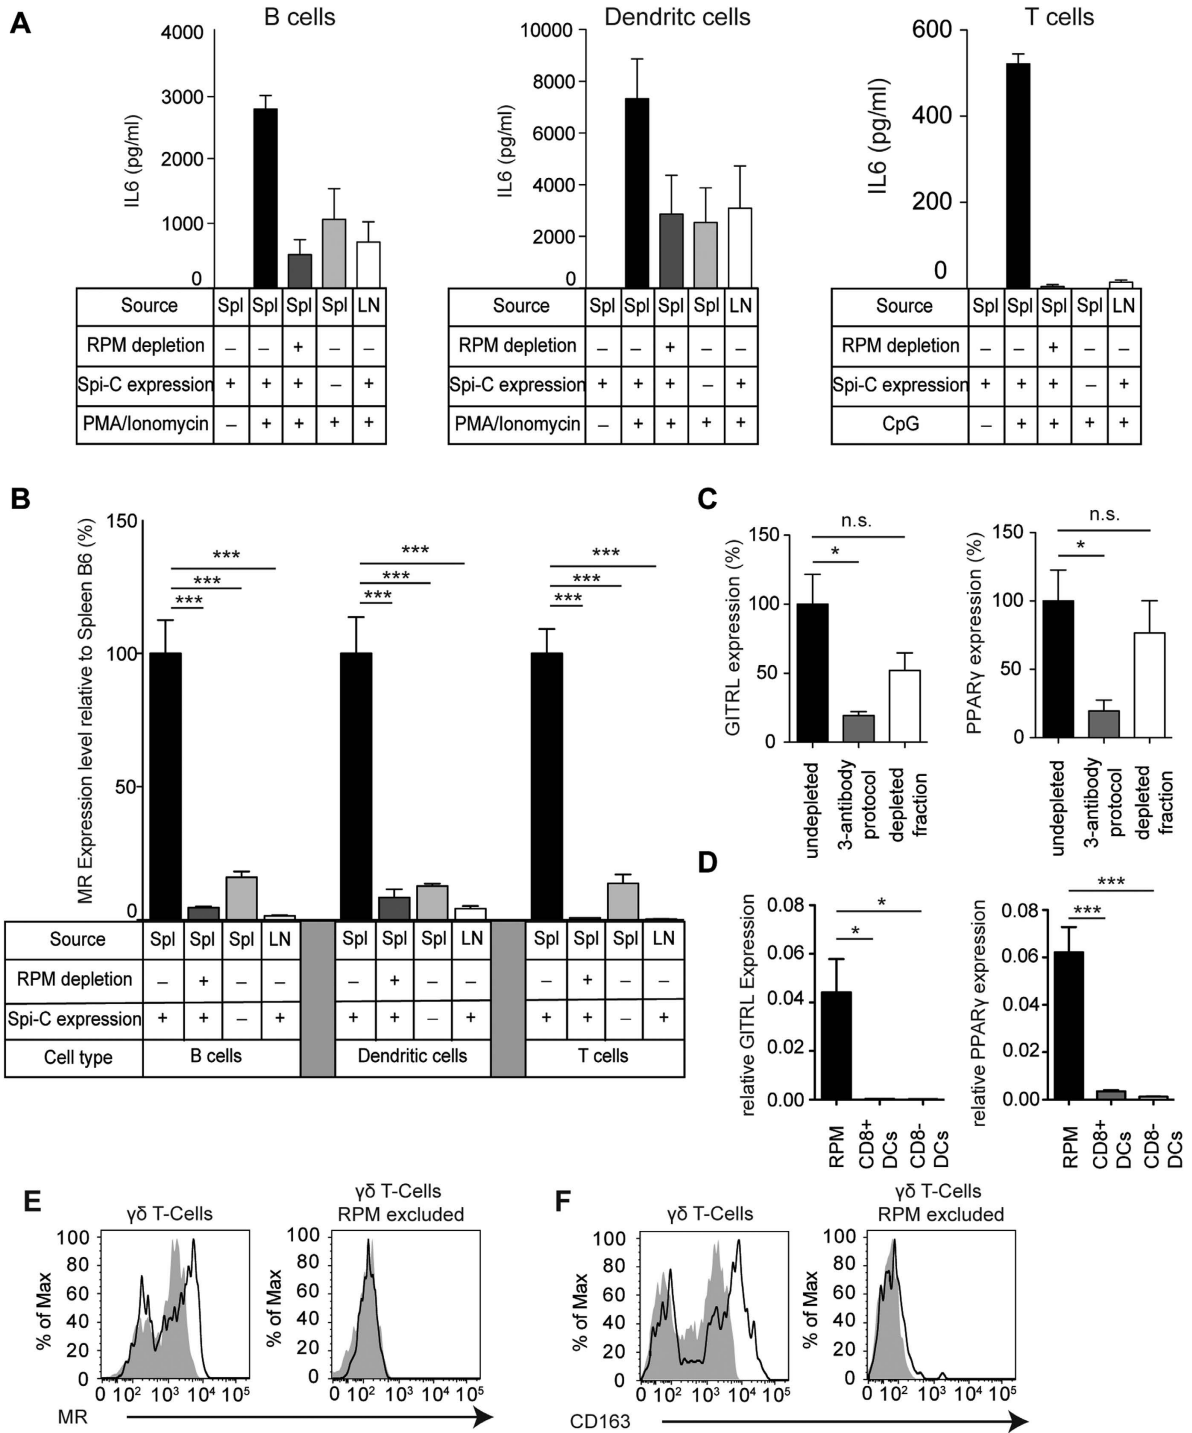 A
B cells
IL6 (pg/ml)
4000
3000
2000
1000
0
Source Spl Spl Spl Spl LN
RPM depletion – – + – –
Spi-C expression + + + – +
PMA/Ionomycin – + + + +
Dendritc cells
IL6 (pg/ml)
10000
8000
6000
4000
2000
0
Source Spl Spl Spl Spl LN
RPM depletion – – + – –
Spi-C expression + + + – +
PMA/Ionomycin – + + + +
T cells
IL6 (pg/ml)
600
400
200
0
Source Spl Spl Spl Spl LN
RPM depletion – – + – –
Spi-C expression + + + – +
CpG – + + + +
B
MR Expression level relative to Spleen B6 (%)
150
100
50
0
*** *** ***
*** *** ***
*** *** ***
Source Spl Spl Spl LN Spl Spl Spl LN Spl Spl Spl LN
RPM depletion – + – – – + – – – + – –
Spi-C expression + + – + + + – + + + – +
Cell type B cells Dendritic cells T cells
C
GITRL expression (%)
150
100
50
0
n.s.
*
undepleted
3-antibody
protocol
depleted
fraction
PPARγ expression (%)
150
100
50
0
n.s.
*
undepleted
3-antibody
protocol
depleted
fraction
D
relative GITRL Expression
0.08
0.06
0.04
0.02
0.00
*
*
RPM
CD8+
DCs
CD8-
DCs
relative PPARγ expression
0.08
0.06
0.04
0.02
0.00
***
***
RPM
CD8+
DCs
CD8-
DCs
E
γδ T-Cells
% of Max
100
80
60
40
20
0
0 10² 10³ 10⁴ 10⁵
γδ T-Cells
RPM excluded
% of Max
100
80
60
40
20
0
0 10² 10³ 10⁴ 10⁵
MR
F
γδ T-Cells
% of Max
100
80
60
40
20
0
0 10² 10³ 10⁴ 10⁵
γδ T-Cells
RPM excluded
% of Max
100
80
60
40
20
0
0 10² 10³ 10⁴ 10⁵
CD163